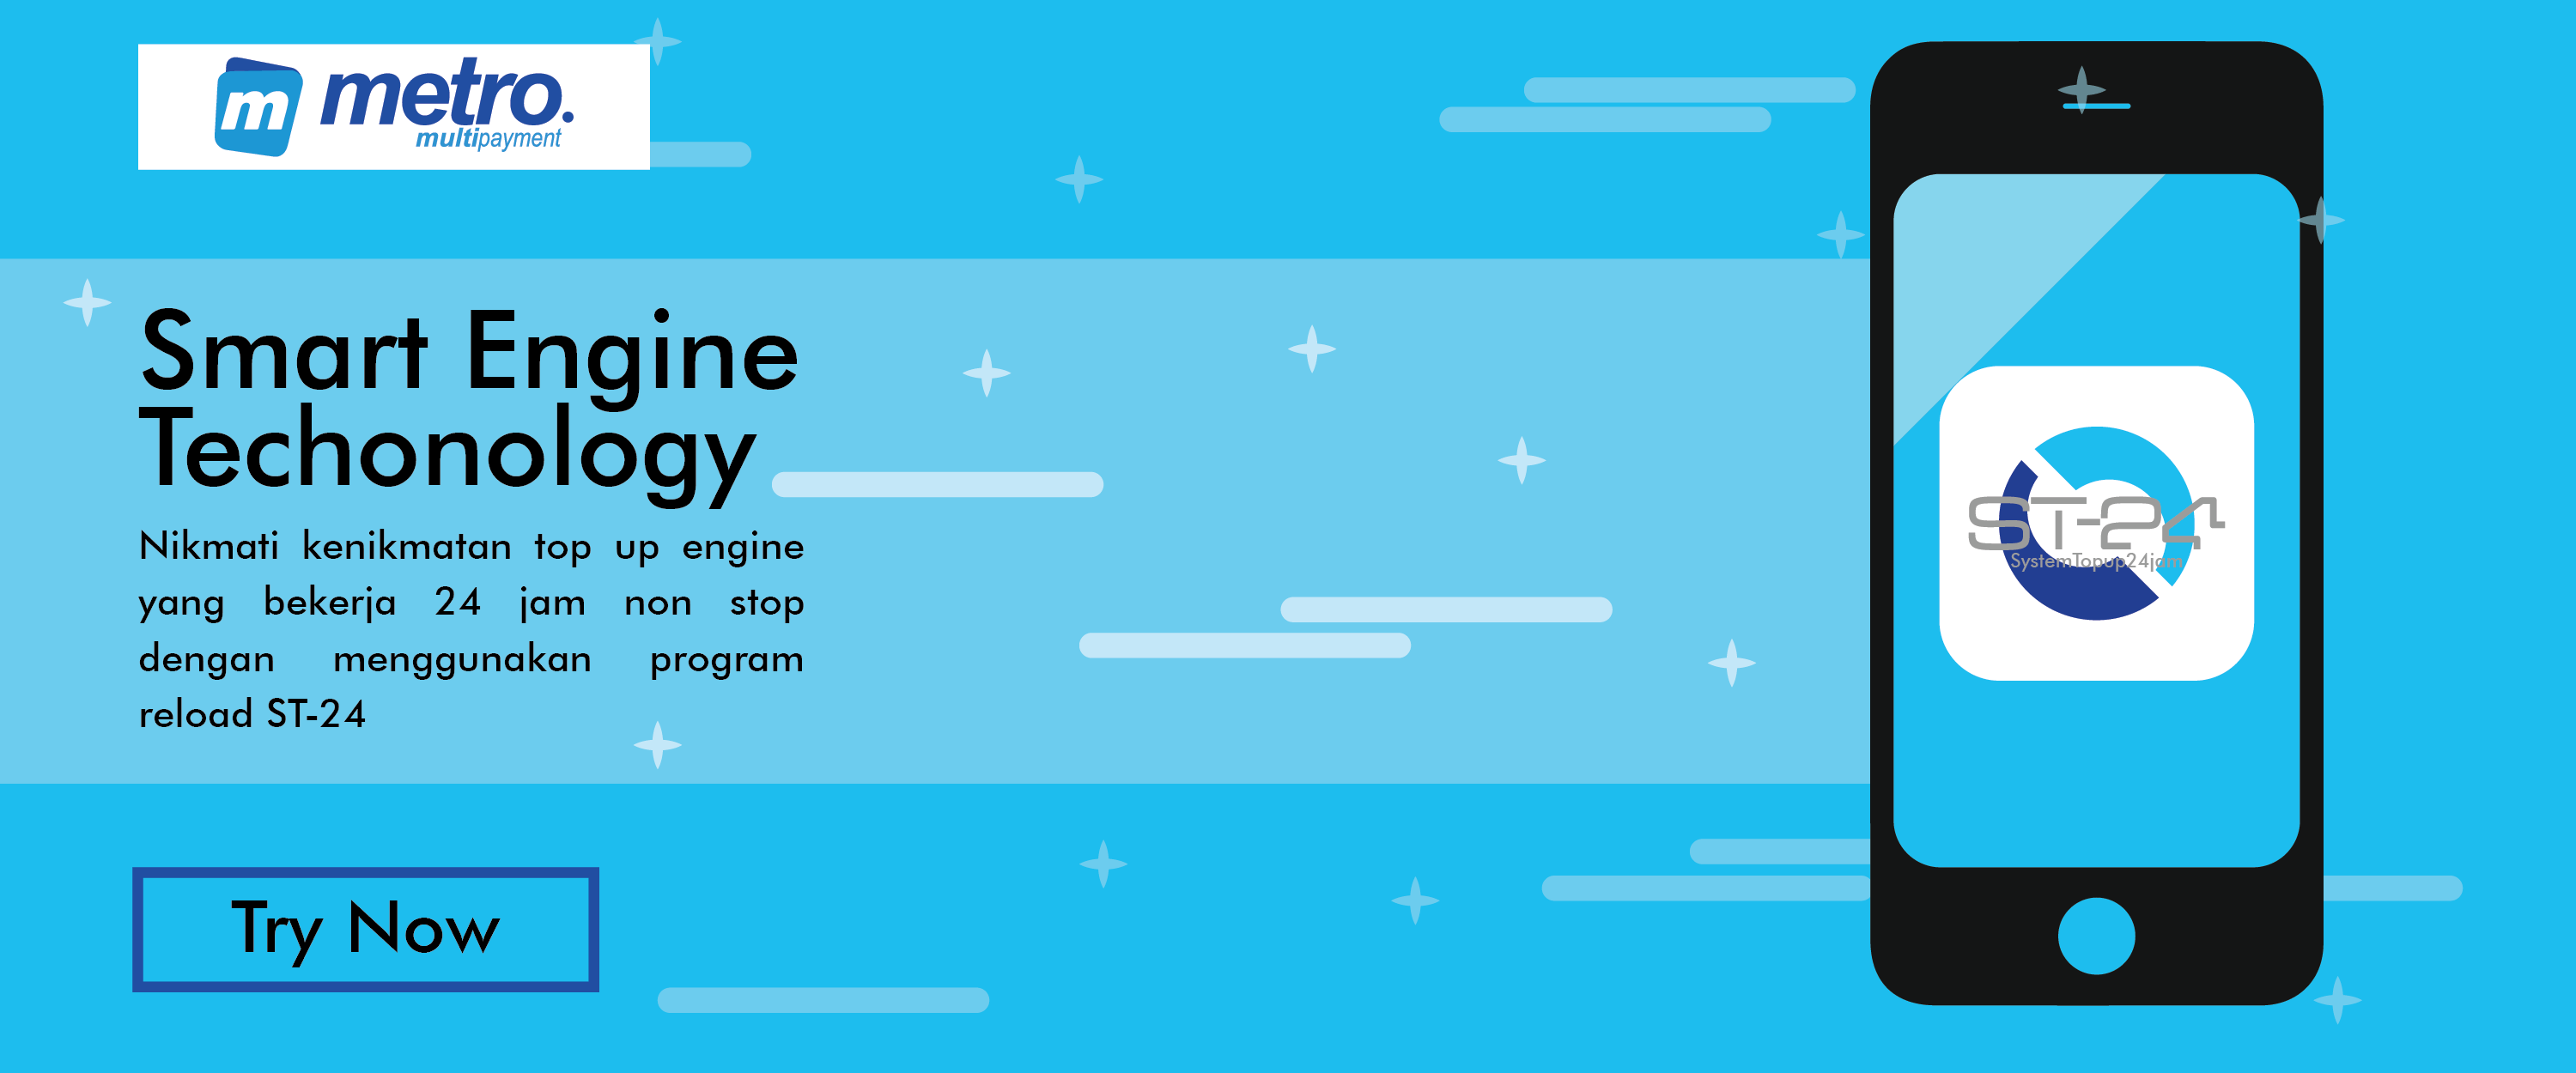 m metro.
multipayment
Smart Engine
Techonology
Nikmati kenikmatan top up engine
yang bekerja 24 jam non stop
dengan menggunakan program
reload ST-24
Try Now
ST-24
SystemTopup24jam